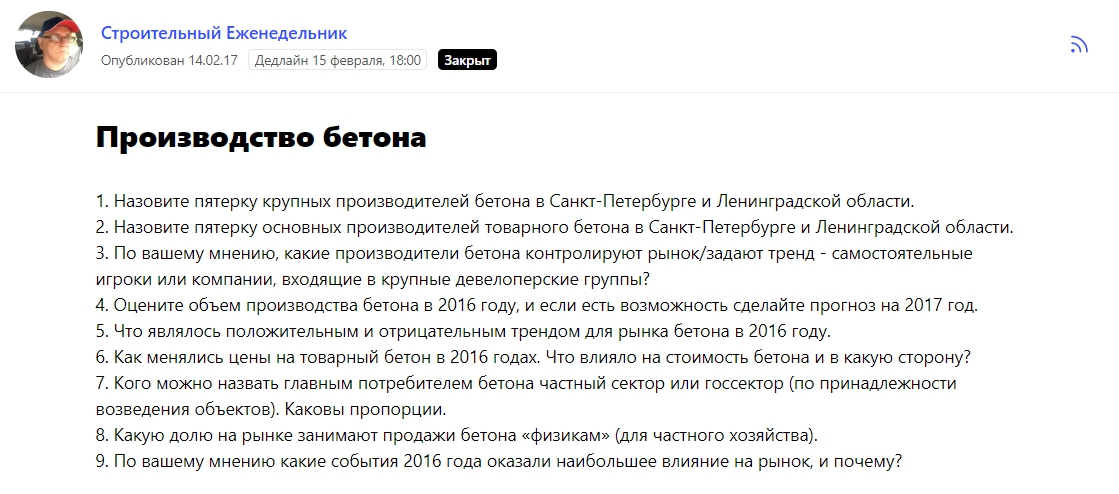 Строительный Еженедельник
Опубликован 14.02.17 Дедлайн 15 февраля, 18:00 Закрыт
Производство бетона
1. Назовите пятерку крупных производителей бетона в Санкт-Петербурге и Ленинградской области.
2. Назовите пятерку основных производителей товарного бетона в Санкт-Петербурге и Ленинградской области.
3. По вашему мнению, какие производители бетона контролируют рынок/задают тренд - самостоятельные
игроки или компании, входящие в крупные девелоперские группы?
4. Оцените объем производства бетона в 2016 году, и если есть возможность сделайте прогноз на 2017 год.
5. Что являлось положительным и отрицательным трендом для рынка бетона в 2016 году.
6. Как менялись цены на товарный бетон в 2016 годах. Что влияло на стоимость бетона и в какую сторону?
7. Кого можно назвать главным потребителем бетона частный сектор или госсектор (по принадлежности
возведения объектов). Каковы пропорции.
8. Какую долю на рынке занимают продажи бетона «физикам» (для частного хозяйства).
9. По вашему мнению какие события 2016 года оказали наибольшее влияние на рынок, и почему?